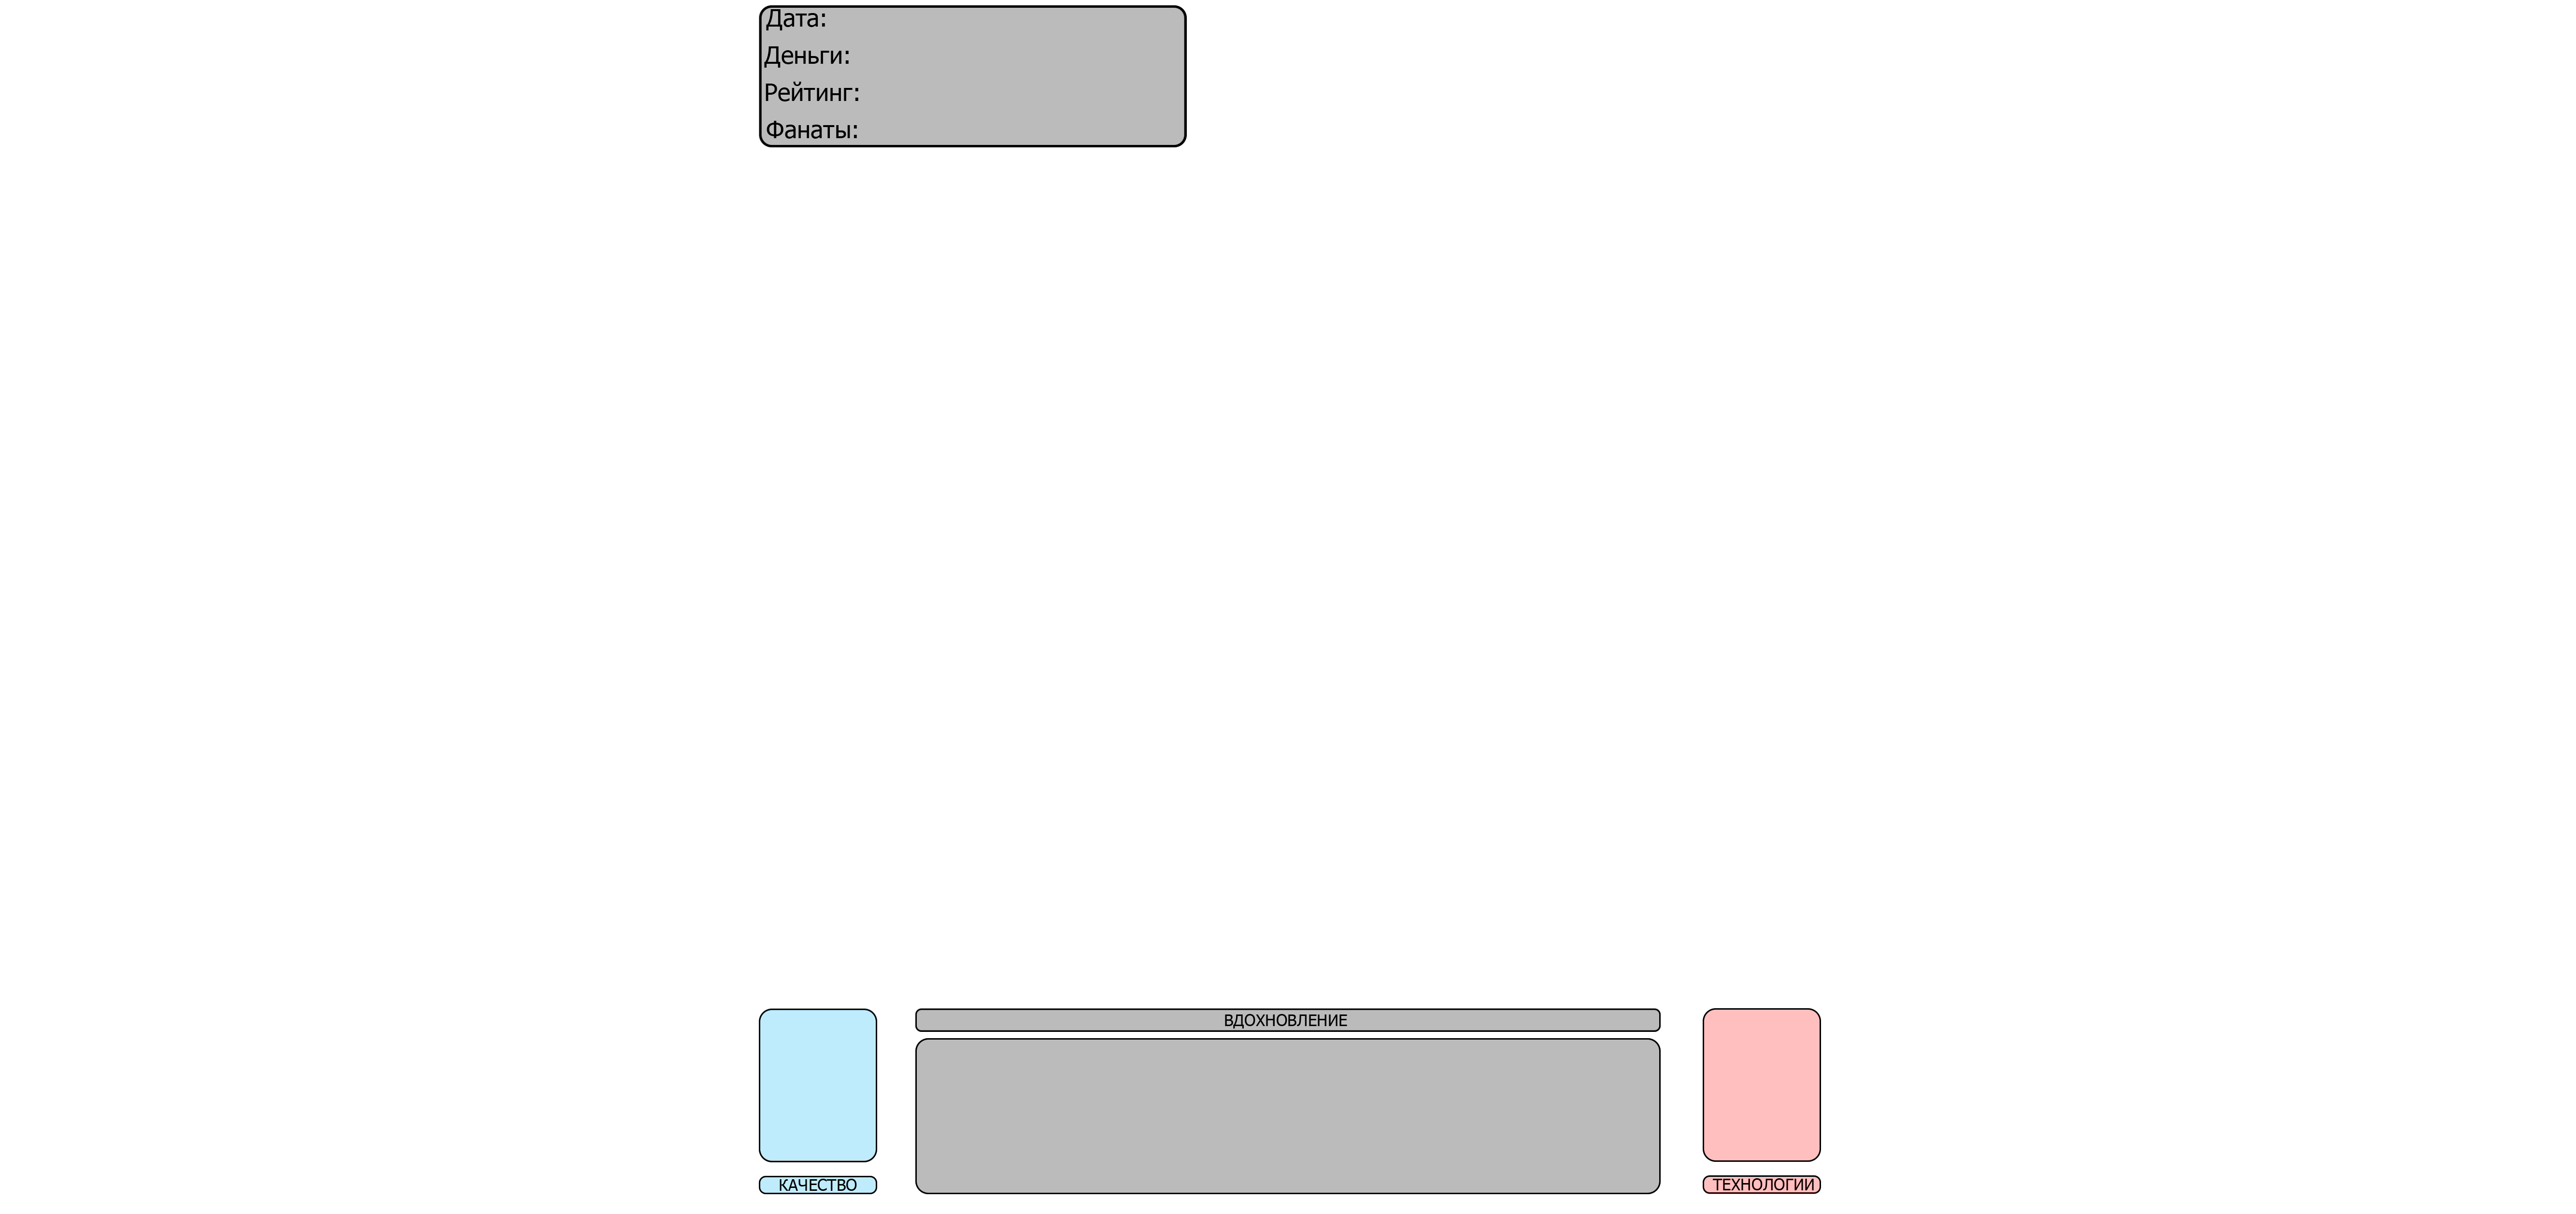 Дата:
Деньги:
Рейтинг:
Фанаты:
ВДОХНОВЛЕНИЕ
КАЧЕСТВО
ТЕХНОЛОГИИ